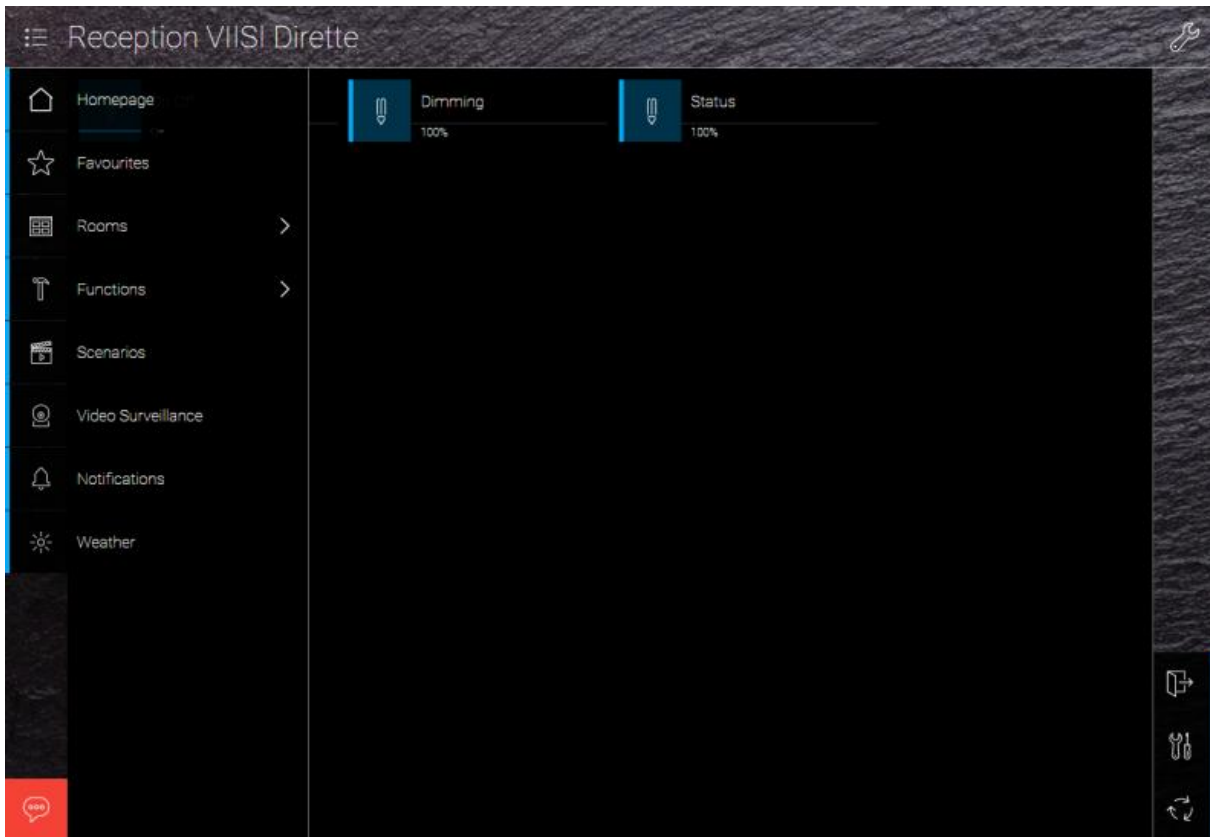 Reception VIISI Dirette
Homepage
Dimming
100%
Status
100%
Favourites
Rooms
Functions
Scenarios
Video Surveillance
Notifications
Weather